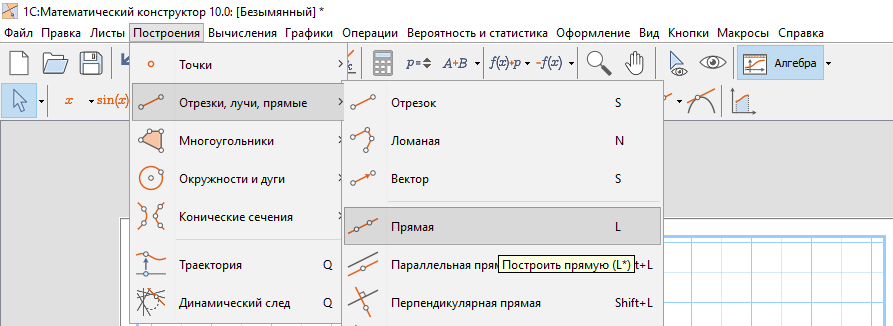 1С:Математический конструктор 10.0: [Безымянный] *
Файл Правка Листы Построения Вычисления Графики Операции Вероятность и статистика Оформление Вид Кнопки Макросы Справка
p= A+B f(x)+p -f(x) Алгебра
x sin(x)
Точки
Отрезки, лучи, прямые
Многоугольники
Окружности и дуги
Конические сечения
Траектория Q
Динамический след Q
Отрезок S
Ломаная N
Вектор S
Прямая L
Параллельная прям t+L
Построить прямую (L*)
Перпендикулярная прямая Shift+L